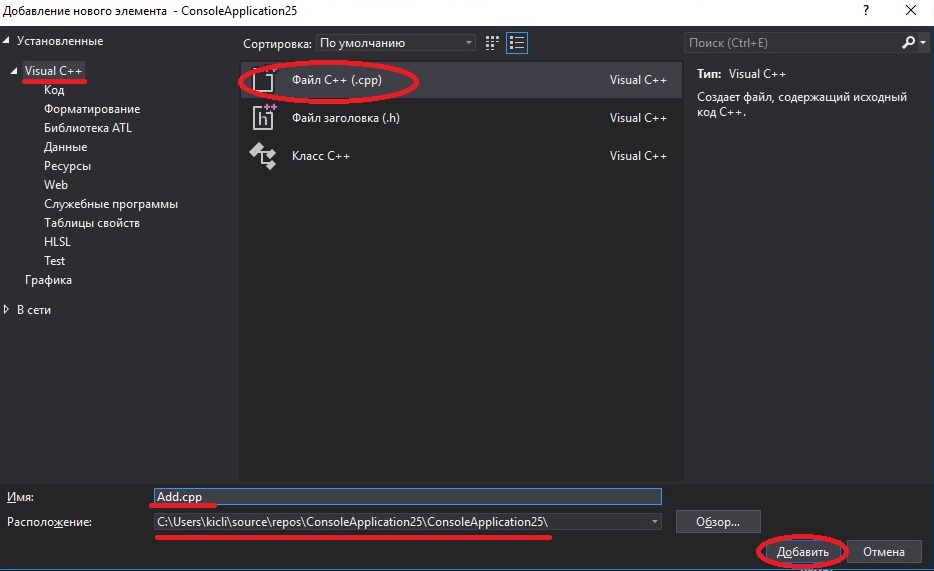 Добавление нового элемента - ConsoleApplication25
?
Установленные
Сортировка: По умолчанию
Поиск (Ctrl+E)
Visual C++
Код
Форматирование
Библиотека ATL
Данные
Ресурсы
Web
Служебные программы
Таблицы свойств
HLSL
Test
Графика
В сети
Файл C++ (.cpp) Visual C++
Файл заголовка (.h) Visual C++
Класс C++ Visual C++
Тип: Visual C++
Создает файл, содержащий исходный
код C++.
Имя: Add.cpp
Расположение: C:\Users\kicli\source\repos\ConsoleApplication25\ConsoleApplication25\ Обзор...
Добавить Отмена